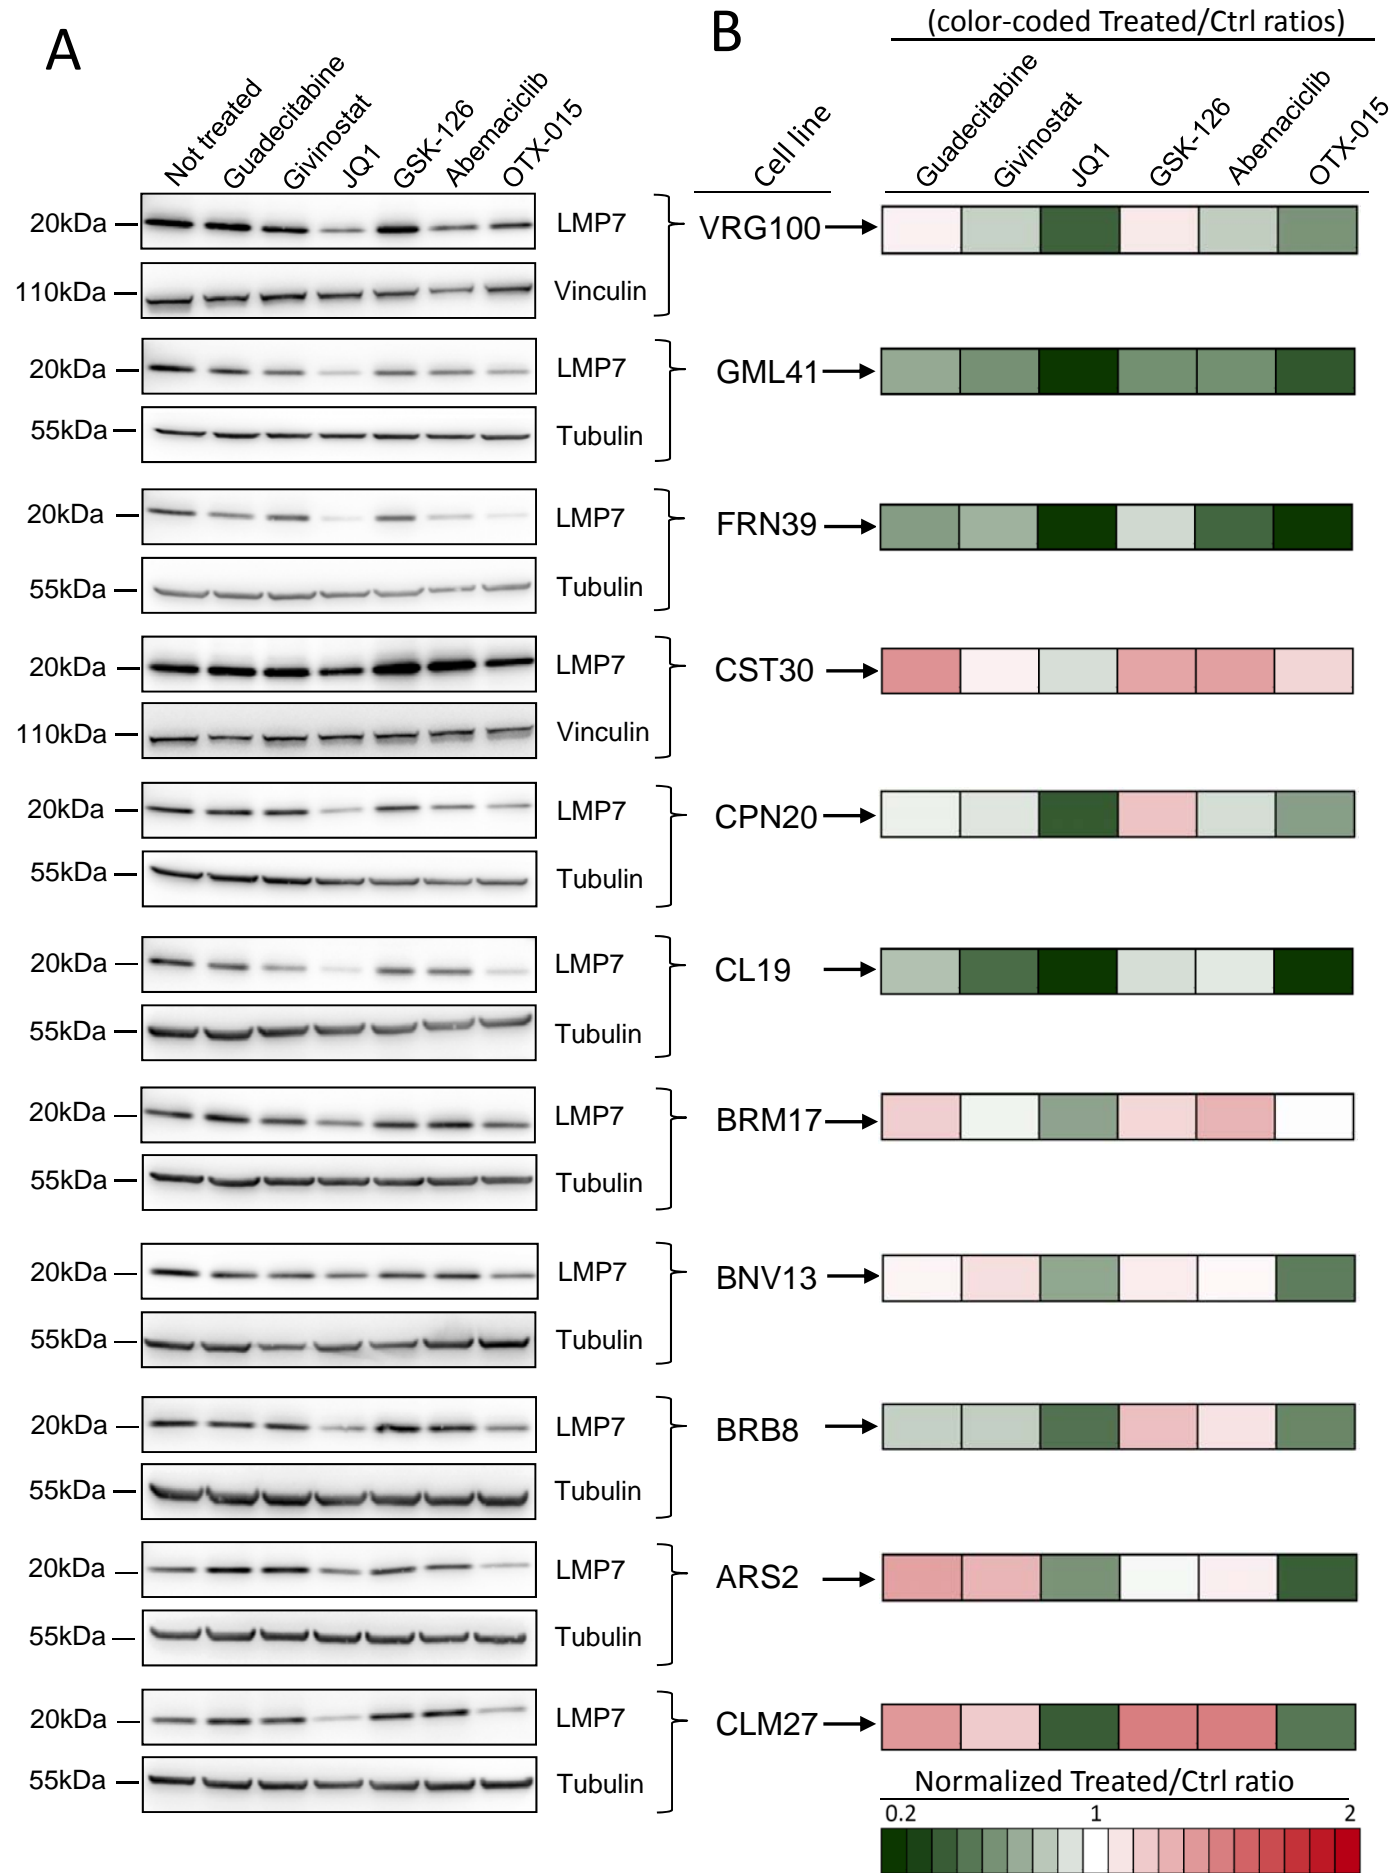 A
B
(color-coded Treated/Ctrl ratios)
Not treated
Guadecitabine
Givinostat
JQ1
GSK-126
Abemaciclib
OTX-015
Cell line
Guadecitabine
Givinostat
JQ1
GSK-126
Abemaciclib
OTX-015
20kDa LMP7 VRG100
110kDa Vinculin
20kDa LMP7 GML41
55kDa Tubulin
20kDa LMP7 FRN39
55kDa Tubulin
20kDa LMP7 CST30
110kDa Vinculin
20kDa LMP7 CPN20
55kDa Tubulin
20kDa LMP7 CL19
55kDa Tubulin
20kDa LMP7 BRM17
55kDa Tubulin
20kDa LMP7 BNV13
55kDa Tubulin
20kDa LMP7 BRB8
55kDa Tubulin
20kDa LMP7 ARS2
55kDa Tubulin
20kDa LMP7 CLM27
55kDa Tubulin
Normalized Treated/Ctrl ratio
0.2 1 2